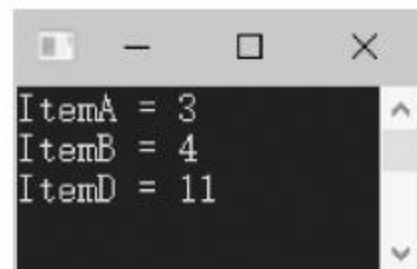 ItemA = 3
ItemB = 4
ItemD = 11